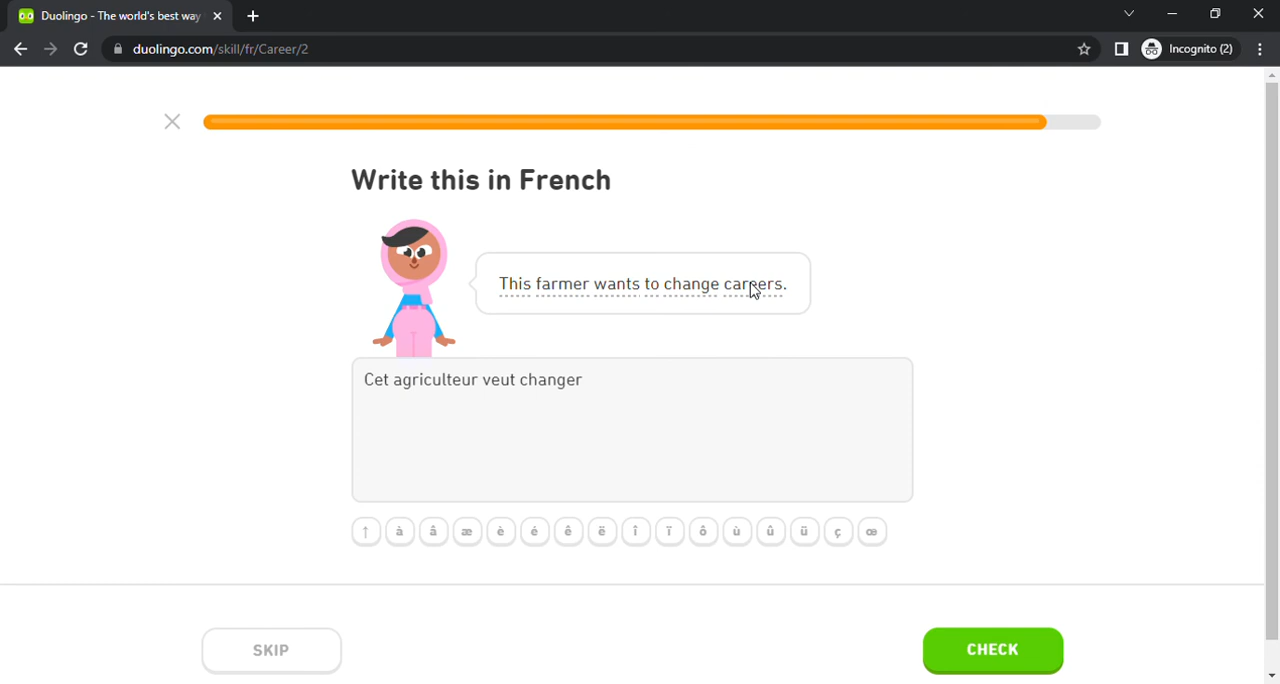 Duolingo - The world's best way
duolingo.com/skill/fr/Career/2
Incognito (2)
Write this in French
This farmer wants to change careers.
Cet agriculteur veut changer
↑ à â æ è é ê ë î ï ô ù û ü ç œ
SKIP
CHECK